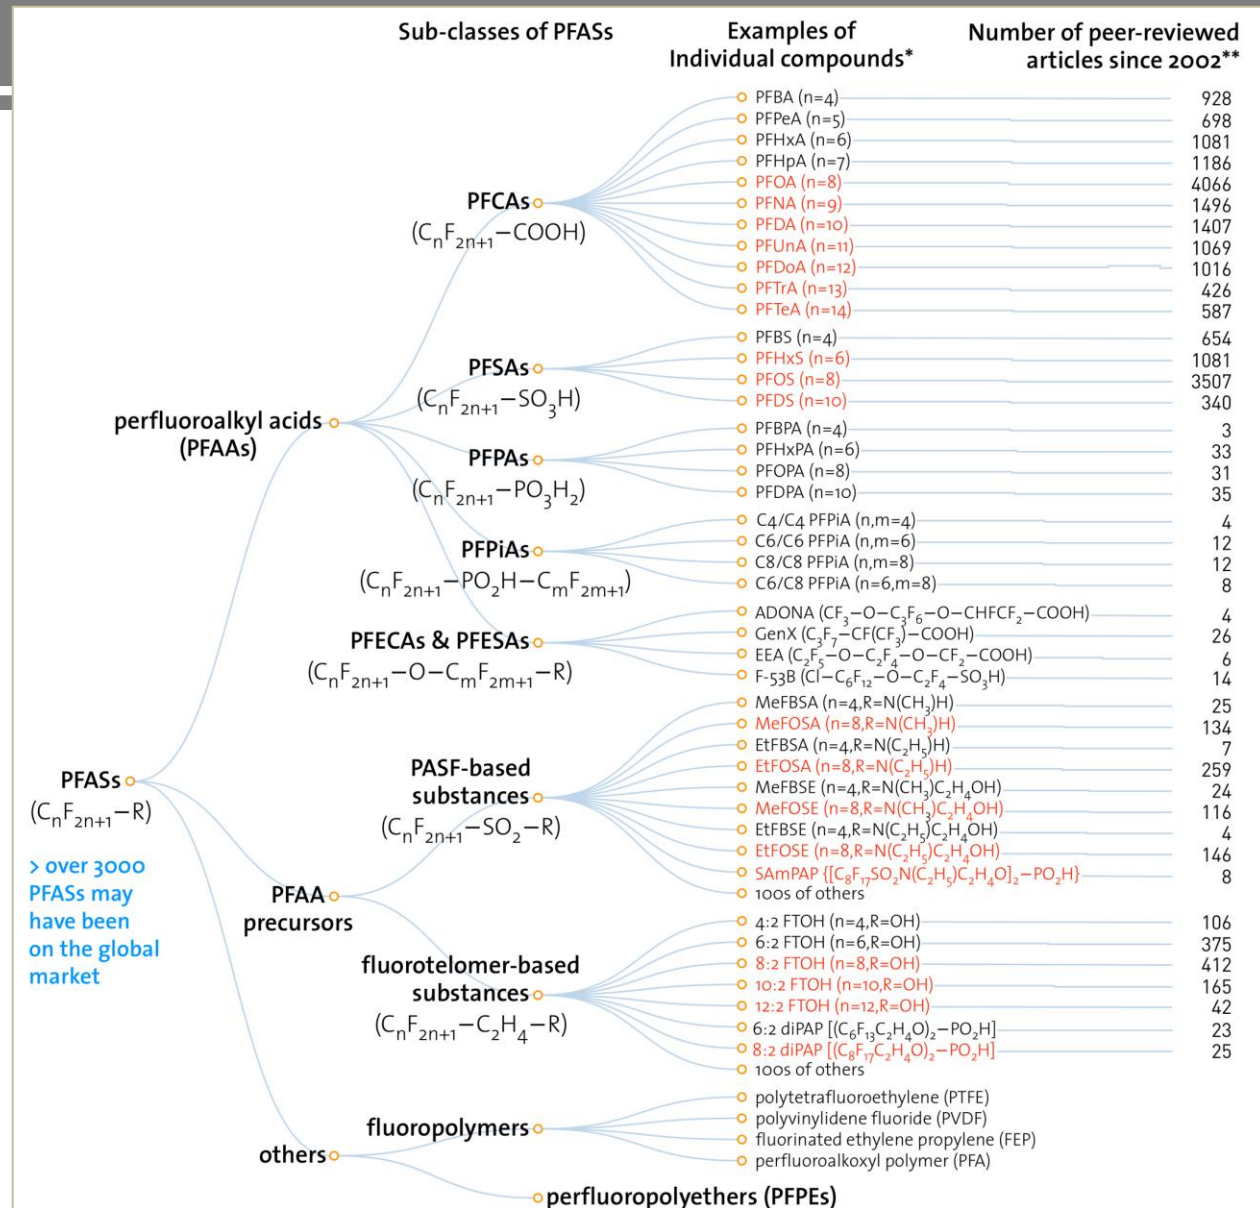 Sub-classes of PFASs
Examples of
Individual compounds*
Number of peer-reviewed
articles since 2002**
PFBA (n=4) 928
PFPeA (n=5) 698
PFHxA (n=6) 1081
PFHpA (n=7) 1186
PFOA (n=8) 4066
PFNA (n=9) 1496
PFDA (n=10) 1407
PFUnA (n=11) 1069
PFDoA (n=12) 1016
PFTrA (n=13) 426
PFTeA (n=14) 587
PFCAs
(CₙF₂ₙ₊₁–COOH)
PFBS (n=4) 654
PFHxS (n=6) 1081
PFOS (n=8) 3507
PFDS (n=10) 340
PFSAs
(CₙF₂ₙ₊₁–SO₃H)
perfluoroalkyl acids
(PFAAs)
PFBPA (n=4) 3
PFHxPA (n=6) 33
PFOPA (n=8) 31
PFDPA (n=10) 35
PFPAs
(CₙF₂ₙ₊₁–PO₃H₂)
C4/C4 PFPiA (n,m=4) 4
C6/C6 PFPiA (n,m=6) 12
C8/C8 PFPiA (n,m=8) 12
C6/C8 PFPiA (n=6,m=8) 8
PFPiAs
(CₙF₂ₙ₊₁–PO₂H–CₘF₂ₘ₊₁)
ADONA (CF₃–O–C₃F₆–O–CHFCF₂–COOH) 4
GenX (C₃F₇–CF(CF₃)–COOH) 26
EEA (C₂F₅–O–C₂F₄–O–CF₂–COOH) 6
F-53B (Cl–C₆F₁₂–O–C₂F₄–SO₃H) 14
PFECAs & PFESAs
(CₙF₂ₙ₊₁–O–CₘF₂ₘ₊₁–R)
MeFBSA (n=4,R=N(CH₃)H) 25
MeFOSA (n=8,R=N(CH₃)H) 134
EtFBSA (n=4,R=N(C₂H₅)H) 7
EtFOSA (n=8,R=N(C₂H₅)H) 259
MeFBSE (n=4,R=N(CH₃)C₂H₄OH) 24
MeFOSE (n=8,R=N(CH₃)C₂H₄OH) 116
EtFBSE (n=4,R=N(C₂H₅)C₂H₄OH) 4
EtFOSE (n=8,R=N(C₂H₅)C₂H₄OH) 146
SAmPAP {[C₈F₁₇SO₂N(C₂H₅)C₂H₄O]₂–PO₂H} 8
100s of others
PASF-based
substances
(CₙF₂ₙ₊₁–SO₂–R)
PFASs
(CₙF₂ₙ₊₁–R)
> over 3000
PFASs may
have been
on the global
market
PFAA
precursors
4:2 FTOH (n=4,R=OH) 106
6:2 FTOH (n=6,R=OH) 375
8:2 FTOH (n=8,R=OH) 412
10:2 FTOH (n=10,R=OH) 165
12:2 FTOH (n=12,R=OH) 42
6:2 diPAP [(C₆F₁₃C₂H₄O)₂–PO₂H] 23
8:2 diPAP [(C₈F₁₇C₂H₄O)₂–PO₂H] 25
100s of others
fluorotelomer-based
substances
(CₙF₂ₙ₊₁–C₂H₄–R)
polytetrafluoroethylene (PTFE)
polyvinylidene fluoride (PVDF)
fluorinated ethylene propylene (FEP)
perfluoroalkoxyl polymer (PFA)
fluoropolymers
others
perfluoropolyethers (PFPEs)